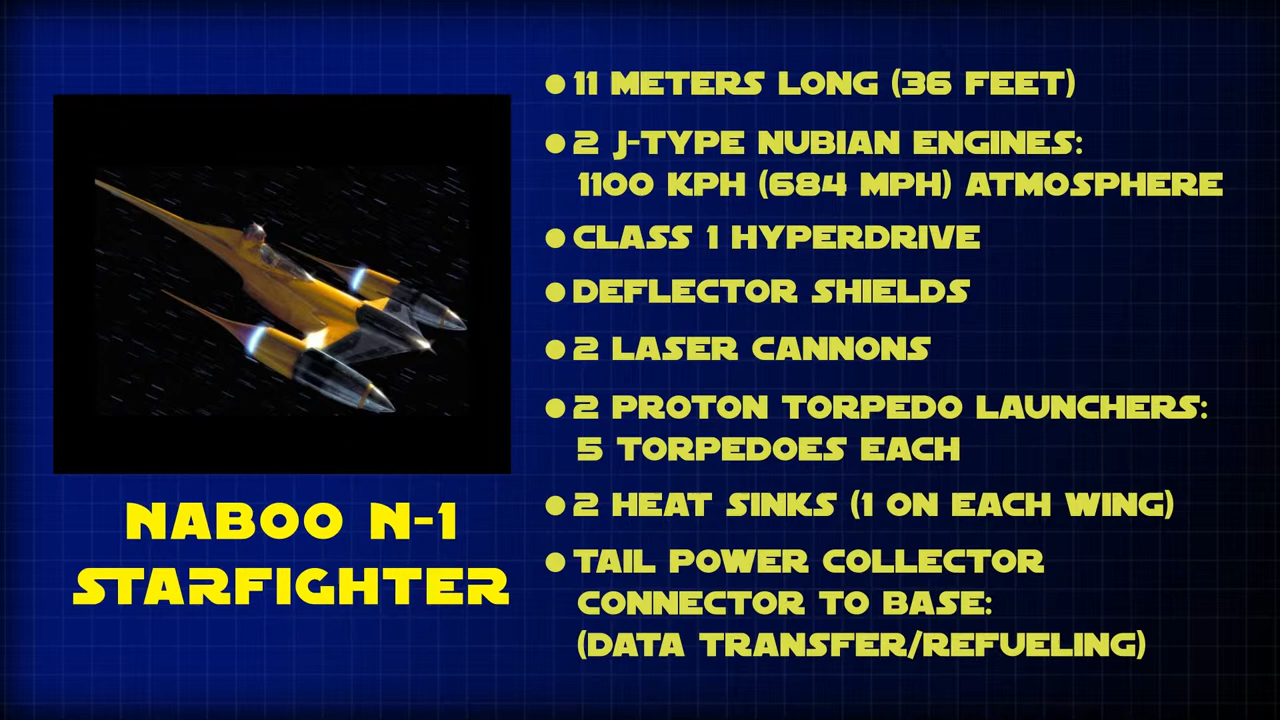 • 11 METERS LONG (36 FEET)
• 2 J-TYPE NUBIAN ENGINES:
1100 KPH (684 MPH) ATMOSPHERE
• CLASS 1 HYPERDRIVE
• DEFLECTOR SHIELDS
• 2 LASER CANNONS
• 2 PROTON TORPEDO LAUNCHERS:
5 TORPEDOES EACH
• 2 HEAT SINKS (1 ON EACH WING)
• TAIL POWER COLLECTOR
CONNECTOR TO BASE:
(DATA TRANSFER/REFUELING)
NABOO N-1
STARFIGHTER